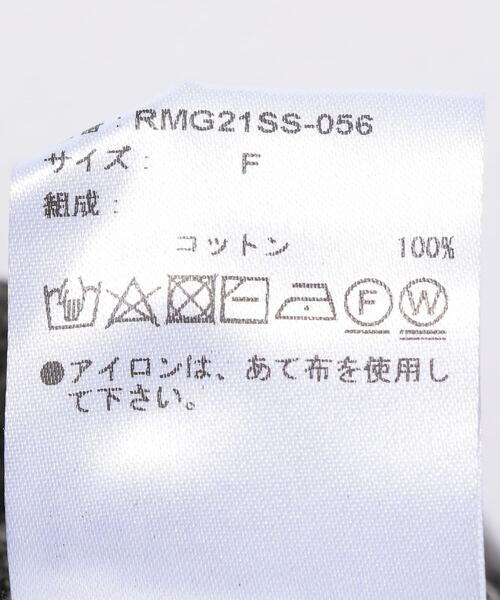 : RMG21SS-056
サイズ : F
組成 :
コットン 100%
F W
●アイロンは、あて布を使用し
て下さい。